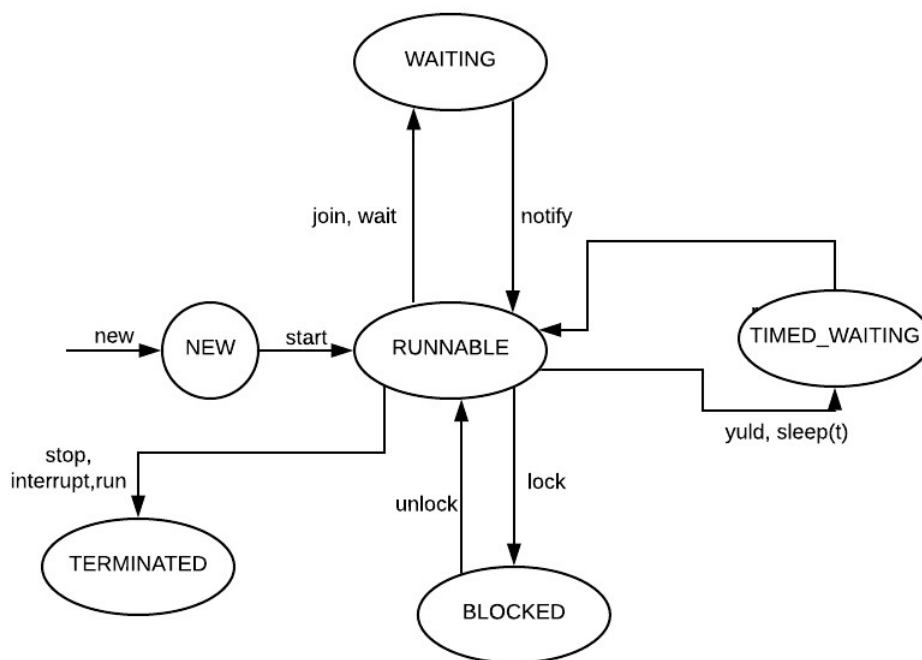 WAITING
join, wait
notify
new
NEW
start
RUNNABLE
TIMED_WAITING
yuld, sleep(t)
stop,
interrupt,run
unlock
lock
TERMINATED
BLOCKED